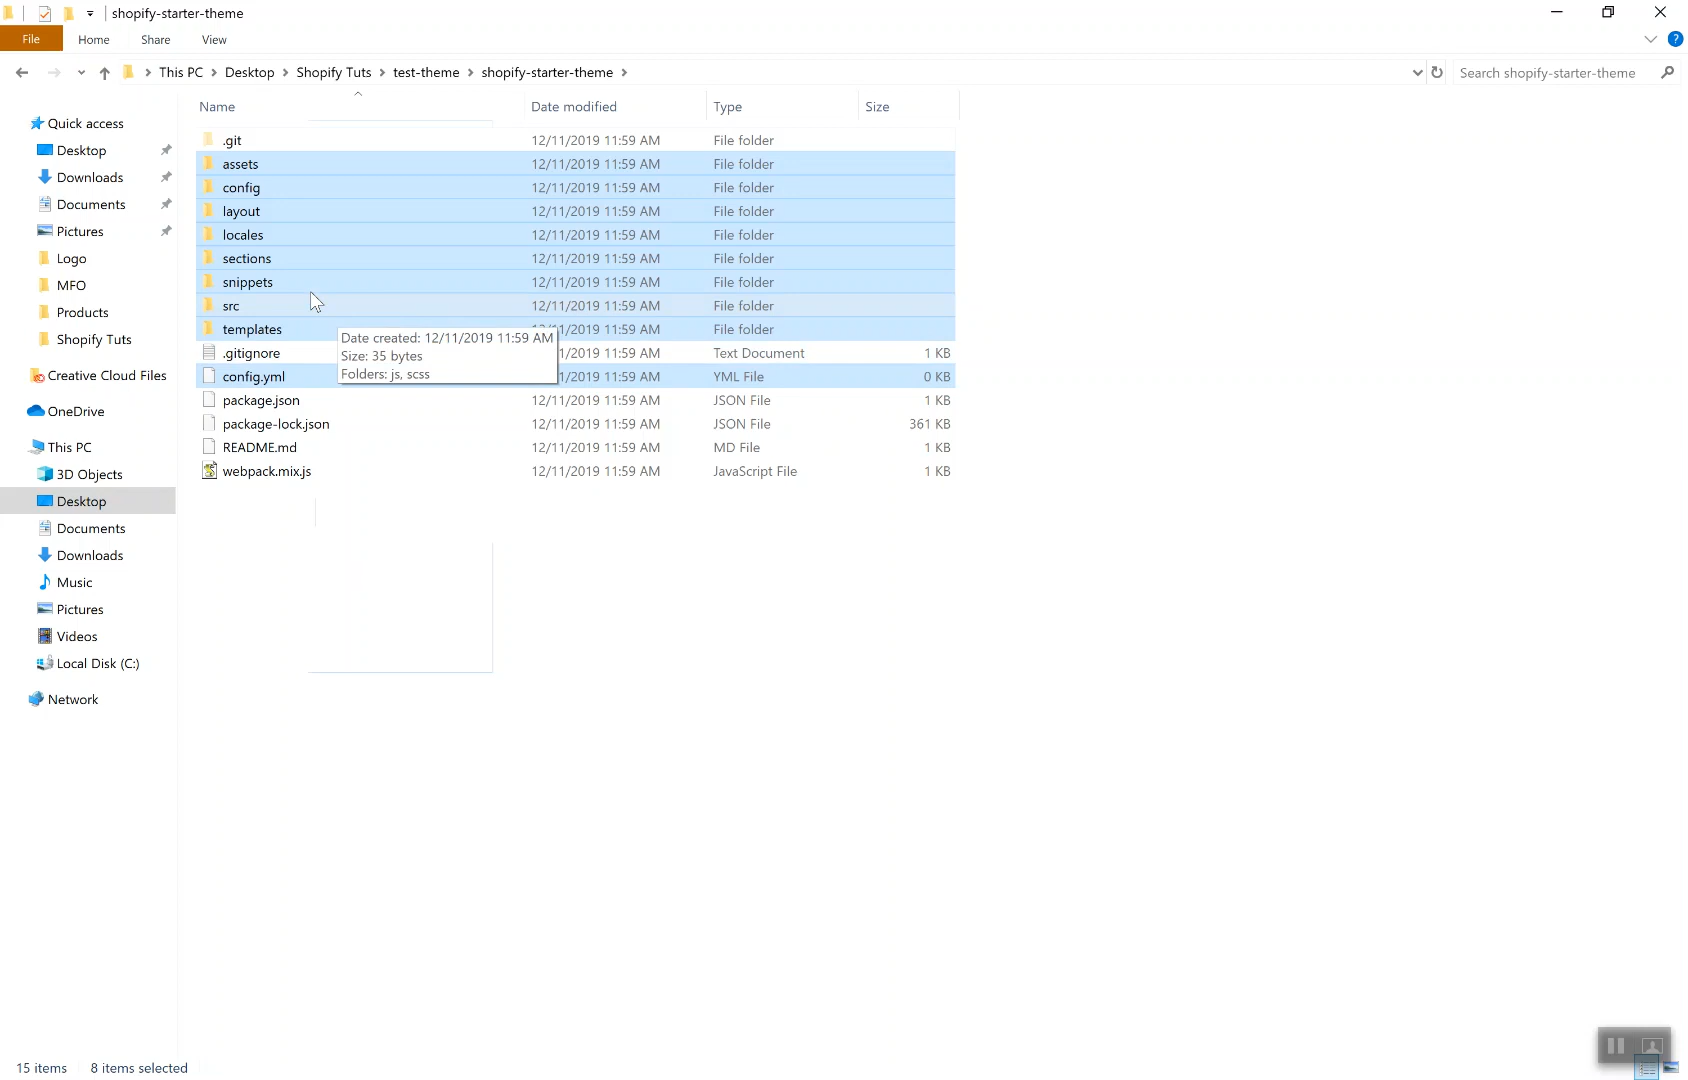 shopify-starter-theme
File Home Share View
This PC Desktop Shopify Tuts test-theme shopify-starter-theme
Search shopify-starter-theme
Name Date modified Type Size
Quick access
Desktop
Downloads
Documents
Pictures
Logo
MFO
Products
Shopify Tuts
Creative Cloud Files
OneDrive
This PC
3D Objects
Desktop
Documents
Downloads
Music
Pictures
Videos
Local Disk (C:)
Network
.git 12/11/2019 11:59 AM File folder
assets 12/11/2019 11:59 AM File folder
config 12/11/2019 11:59 AM File folder
layout 12/11/2019 11:59 AM File folder
locales 12/11/2019 11:59 AM File folder
sections 12/11/2019 11:59 AM File folder
snippets 12/11/2019 11:59 AM File folder
src 12/11/2019 11:59 AM File folder
templates 12/11/2019 11:59 AM File folder
.gitignore 1/2019 11:59 AM Text Document 1 KB
config.yml 1/2019 11:59 AM YML File 0 KB
package.json 12/11/2019 11:59 AM JSON File 1 KB
package-lock.json 12/11/2019 11:59 AM JSON File 361 KB
README.md 12/11/2019 11:59 AM MD File 1 KB
webpack.mix.js 12/11/2019 11:59 AM JavaScript File 1 KB
Date created: 12/11/2019 11:59 AM
Size: 35 bytes
Folders: js, scss
15 items 8 items selected